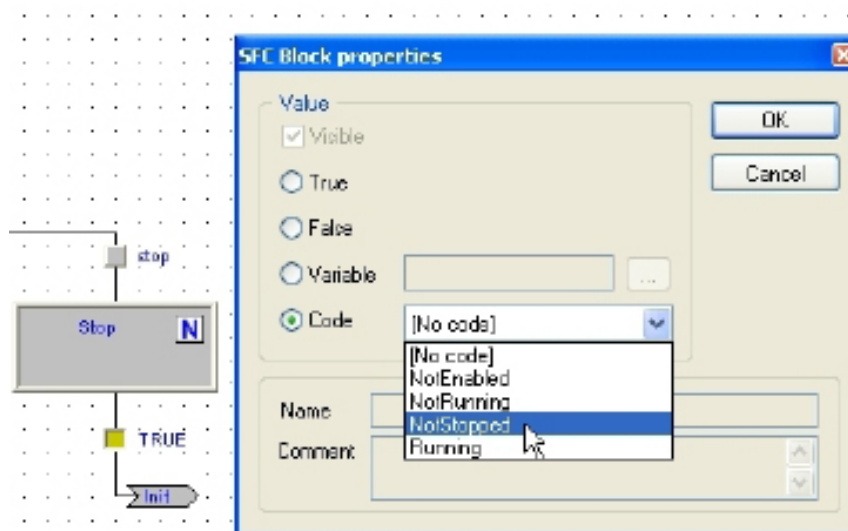 SFC Block properties
Value
Visible
True
False
Variable
...
Code
[No code]
[No code]
NotEnabled
NotRunning
NotStopped
Running
Name
Comment
OK
Cancel
stop
Stop
N
TRUE
Init